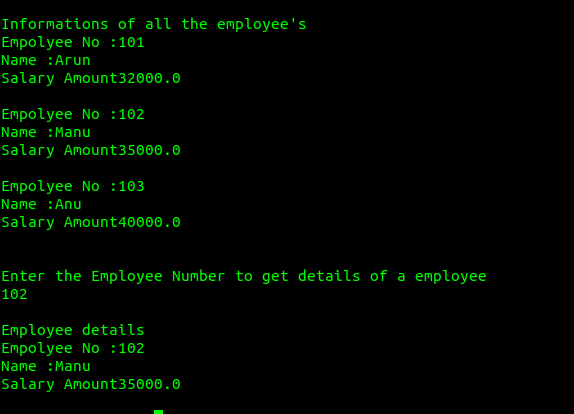 Informations of all the employee's
Empolyee No :101
Name :Arun
Salary Amount32000.0
Empolyee No :102
Name :Manu
Salary Amount35000.0
Empolyee No :103
Name :Anu
Salary Amount40000.0
Enter the Employee Number to get details of a employee
102
Employee details
Empolyee No :102
Name :Manu
Salary Amount35000.0